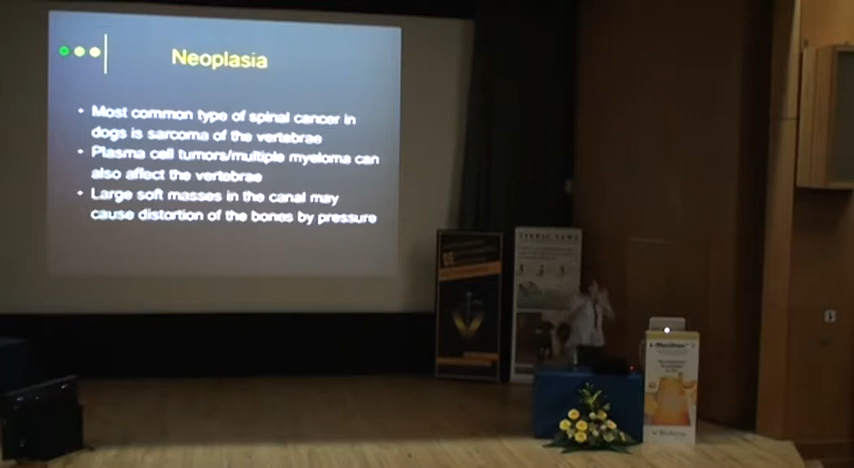 Neoplasia
• Most common type of spinal cancer in
dogs is sarcoma of the vertebrae
• Plasma cell tumors/multiple myeloma can
also affect the vertebrae
• Large soft masses in the canal may
cause distortion of the bones by pressure